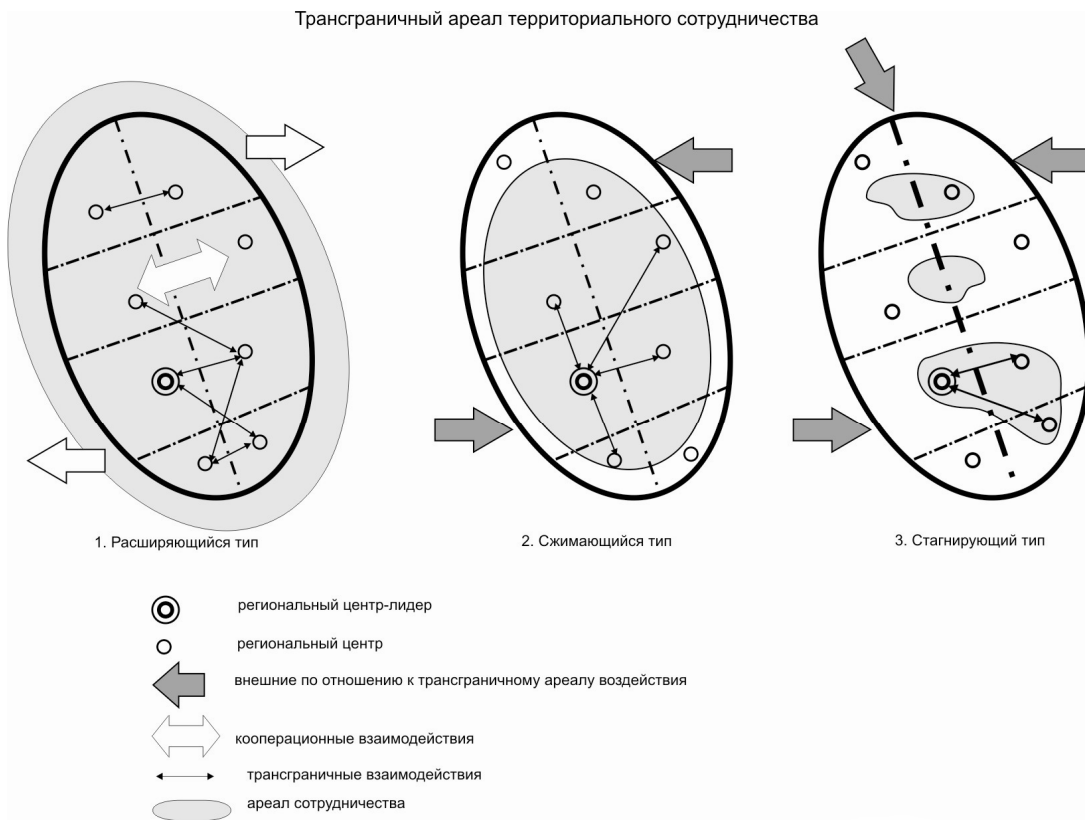 Трансграничный ареал территориального сотрудничества
1. Расширяющийся тип
2. Сжимающийся тип
3. Стагнирующий тип
региональный центр-лидер
региональный центр
внешние по отношению к трансграничному ареалу воздействия
кооперационные взаимодействия
трансграничные взаимодействия
ареал сотрудничества